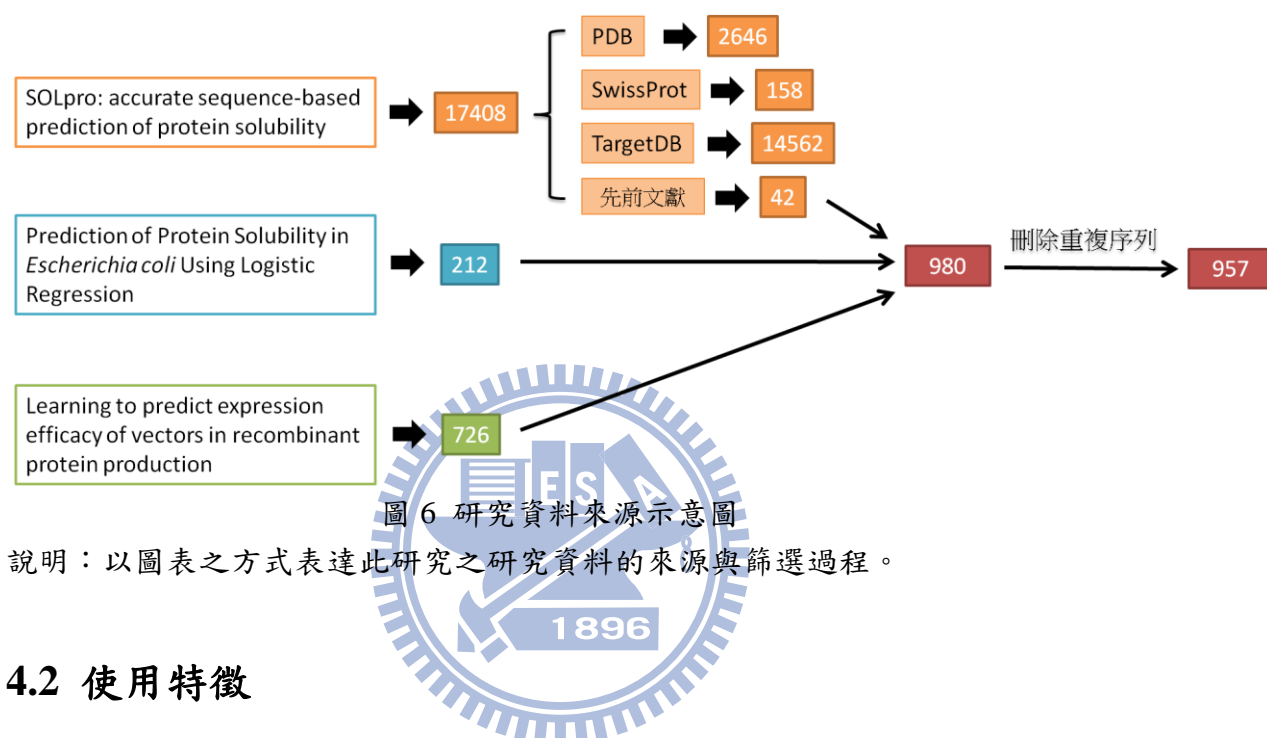 SOLpro: accurate sequence-based
prediction of protein solubility
17408
PDB
2646
SwissProt
158
TargetDB
14562
先前文獻
42
Prediction of Protein Solubility in
Escherichia coli Using Logistic
Regression
212
980
刪除重複序列
957
Learning to predict expression
efficacy of vectors in recombinant
protein production
726
ESA
圖 6 研究資料來源示意圖
說明：以圖表之方式表達此研究之研究資料的來源與篩選過程。
1896
4.2 使用特徵